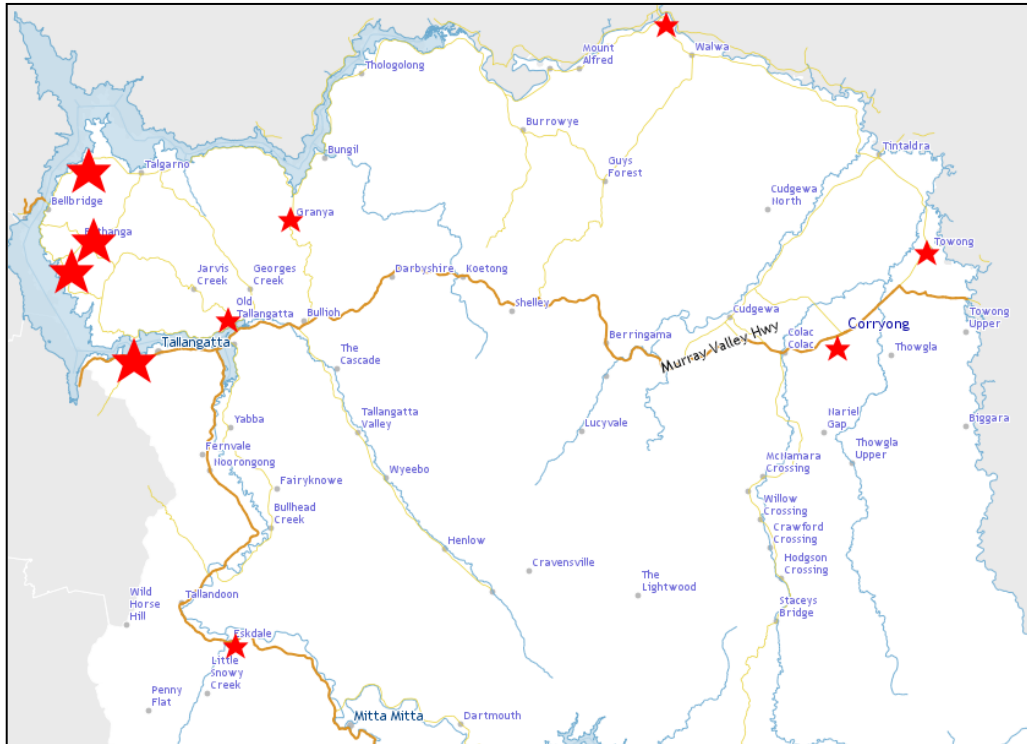 Walwa
Mount
Alfred
Thologolong
Burrowye
Bungil
Tintaldra
Talgarno
Guys
Forest
Cudgewa
North
Bellbridge
Granya
Bethanga
Towong
Jarvis
Creek
Georges
Creek
Darbyshire
Koetong
Old
Tallangatta
Bullioh
Shelley
Cudgewa
Corryong
Towong
Upper
Murray Valley Hwy
Colac
Colac
Berringama
Tallangatta
The
Cascade
Thowgla
Yabba
Tallangatta
Valley
Lucyvale
Nariel
Gap
Biggara
Fernvale
Noorongong
Wyeebo
McNamara
Crossing
Thowgla
Upper
Fairyknowe
Willow
Crossing
Bullhead
Creek
Crawford
Crossing
Henlow
Cravensville
Hodgson
Crossing
The
Lightwood
Wild
Horse
Hill
Tallandoon
Staceys
Bridge
Eskdale
Little
Snowy
Creek
Penny
Flat
Mitta Mitta
Dartmouth